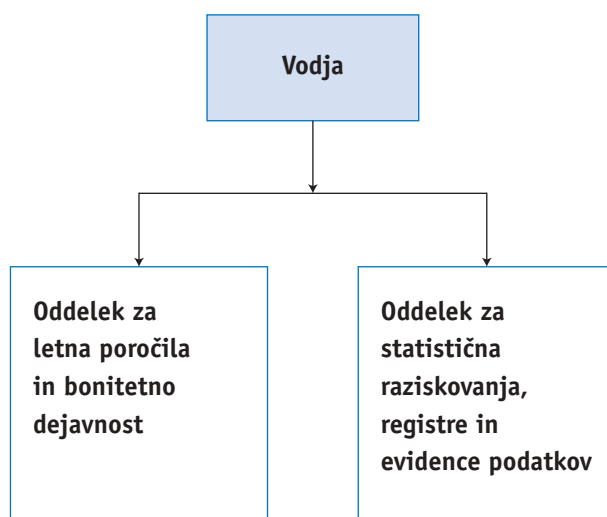 Vodja
Oddelek za
letna poročila
in bonitetno
dejavnost
Oddelek za
statistična
raziskovanja,
registre in
evidence podatkov